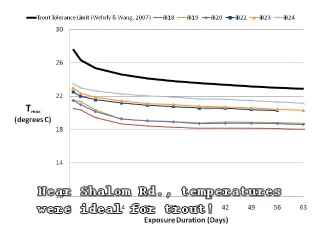 Trout Tolerance Limit (Wehrly & Wang, 2007) iB18 iB19 iB20 iB22 iB23 iB24
30
26
22
Tmax
(degrees C)
18
14
Near Shalom Rd., temperatures
were ideal for trout!
42 49 56 63
Exposure Duration (Days)